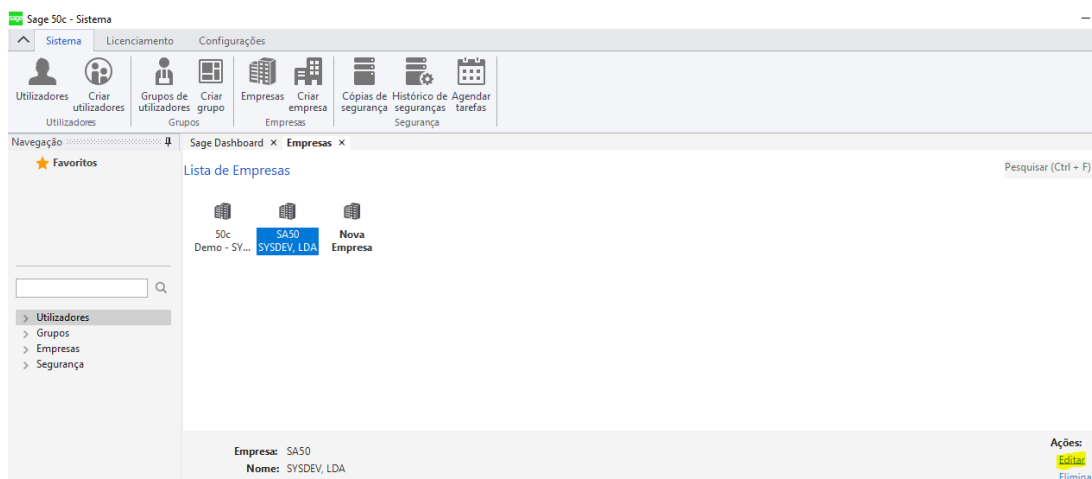 sage Sage 50c - Sistema
Sistema Licenciamento Configurações
Utilizadores Criar utilizadores
Grupos de utilizadores Criar grupo
Empresas Criar empresa
Cópias de segurança Histórico de seguranças Agendar tarefas
Utilizadores Grupos Empresas Segurança
Navegação
Sage Dashboard × Empresas ×
Favoritos
Lista de Empresas
Pesquisar (Ctrl + F)
50c
Demo - SY...
SA50
SYSDEV, LDA
Nova
Empresa
Utilizadores
Grupos
Empresas
Segurança
Empresa: SA50
Nome: SYSDEV, LDA
Ações:
Editar
Elimina